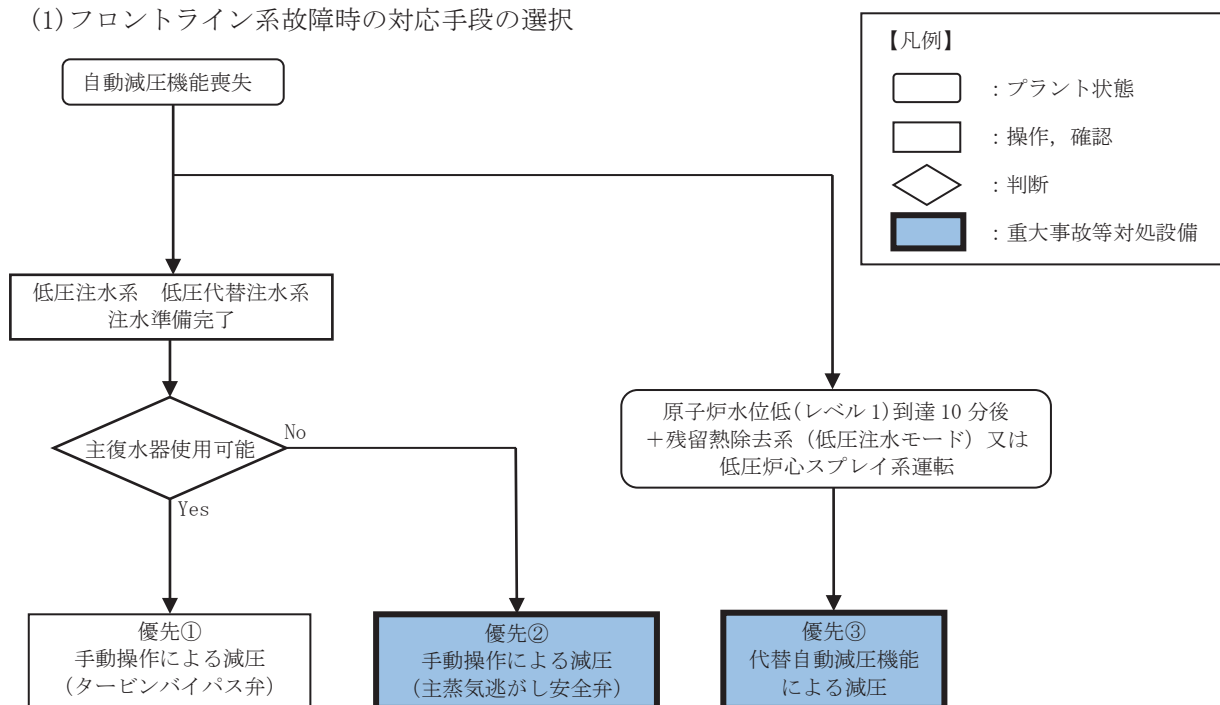 (1)フロントライン系故障時の対応手段の選択
【凡例】
：プラント状態
：操作，確認
：判断
：重大事故等対処設備
自動減圧機能喪失
低圧注水系　低圧代替注水系
注水準備完了
主復水器使用可能
No
Yes
原子炉水位低(レベル1)到達 10 分後
＋残留熱除去系（低圧注水モード）又は
低圧炉心スプレイ系運転
優先①
手動操作による減圧
（タービンバイパス弁）
優先②
手動操作による減圧
（主蒸気逃がし安全弁）
優先③
代替自動減圧機能
による減圧